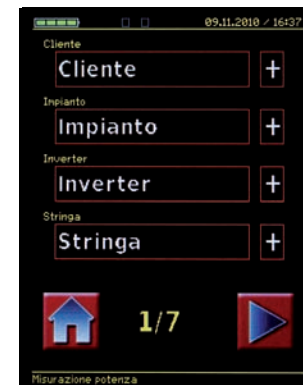 09.11.2010 / 16:37
Cliente
Cliente +
Impianto
Impianto +
Inverter
Inverter +
Stringa
Stringa +
1/7
Misurazione potenza